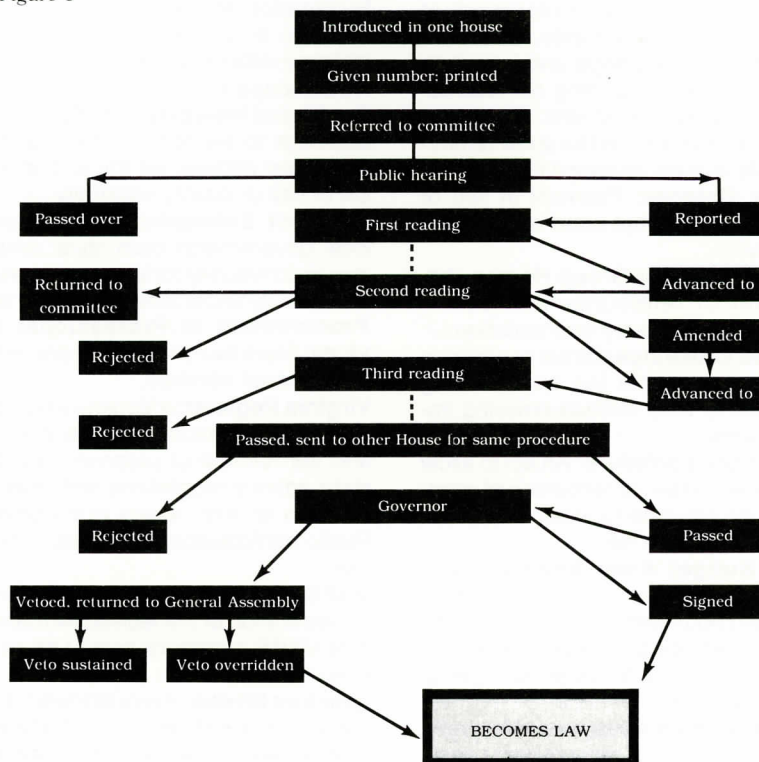 Introduced in one house
Given number; printed
Referred to committee
Public hearing
Passed over
First reading
Reported
Returned to
committee
Second reading
Advanced to
Rejected
Amended
Third reading
Advanced to
Rejected
Passed, sent to other House for same procedure
Rejected
Governor
Passed
Vetoed, returned to General Assembly
Signed
Veto sustained
Veto overridden
BECOMES LAW